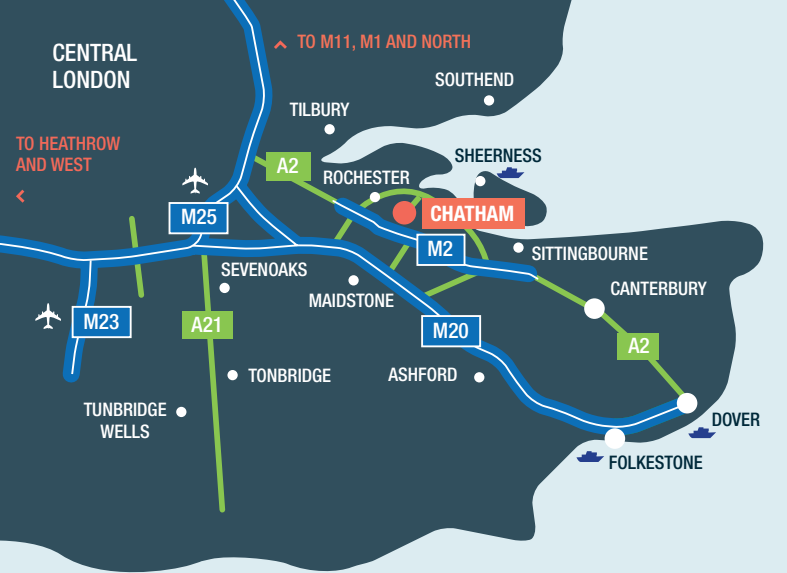 TO M11, M1 AND NORTH
CENTRAL
LONDON
SOUTHEND
TILBURY
TO HEATHROW
AND WEST
SHEERNESS
A2
ROCHESTER
CHATHAM
M25
M2
SITTINGBOURNE
SEVENOAKS
CANTERBURY
MAIDSTONE
M23
A21
M20
A2
ASHFORD
TONBRIDGE
TUNBRIDGE
WELLS
DOVER
FOLKESTONE